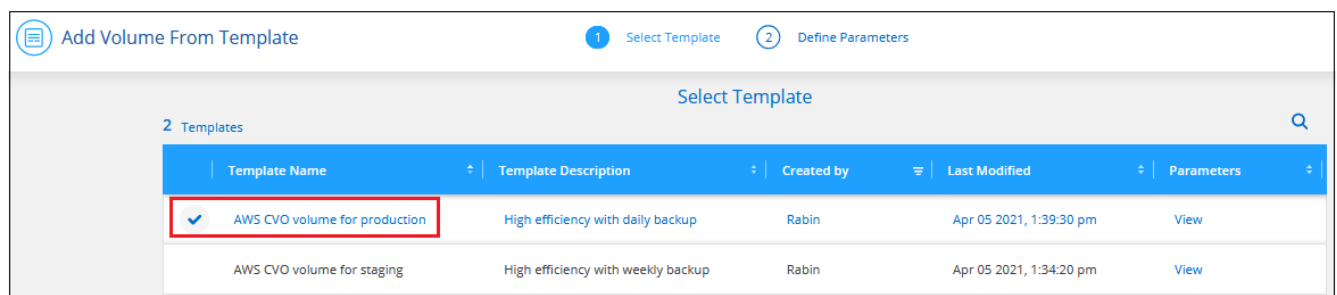 Add Volume From Template
1 Select Template 2 Define Parameters
Select Template
2 Templates
Template Name Template Description Created by Last Modified Parameters
AWS CVO volume for production High efficiency with daily backup Rabin Apr 05 2021, 1:39:30 pm View
AWS CVO volume for staging High efficiency with weekly backup Rabin Apr 05 2021, 1:34:20 pm View